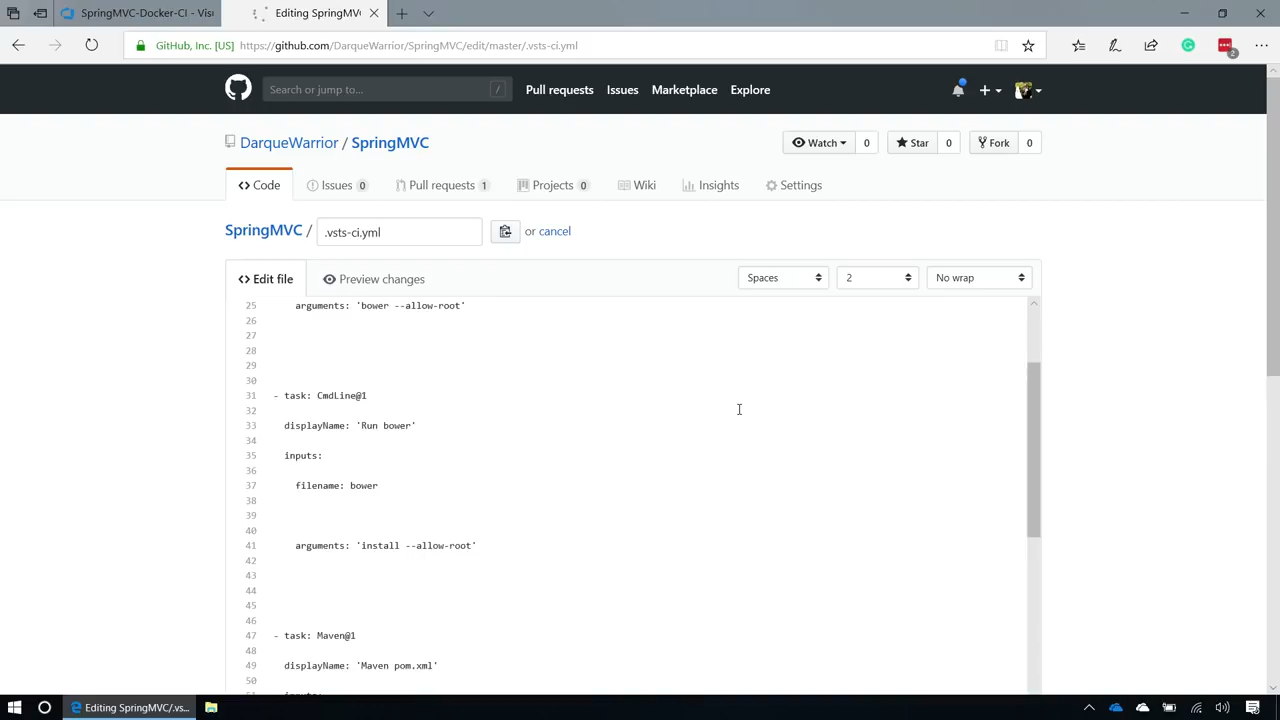 SpringMVC-Docker-CI - Visu
Editing SpringMVC
GitHub, Inc. [US] https://github.com/DarqueWarrior/SpringMVC/edit/master/.vsts-ci.yml
2
Search or jump to... /
Pull requests Issues Marketplace Explore
DarqueWarrior / SpringMVC
Watch 0 Star 0 Fork 0
Code Issues 0 Pull requests 1 Projects 0 Wiki Insights Settings
SpringMVC / .vsts-ci.yml or cancel
Edit file Preview changes Spaces 2 No wrap
25 arguments: 'bower --allow-root'
26
27
28
29
30
31 - task: CmdLine@1
32
33 displayName: 'Run bower'
34
35 inputs:
36
37 filename: bower
38
39
40
41 arguments: 'install --allow-root'
42
43
44
45
46
47 - task: Maven@1
48
49 displayName: 'Maven pom.xml'
50
51 inputs:
Editing SpringMVC/.vs...